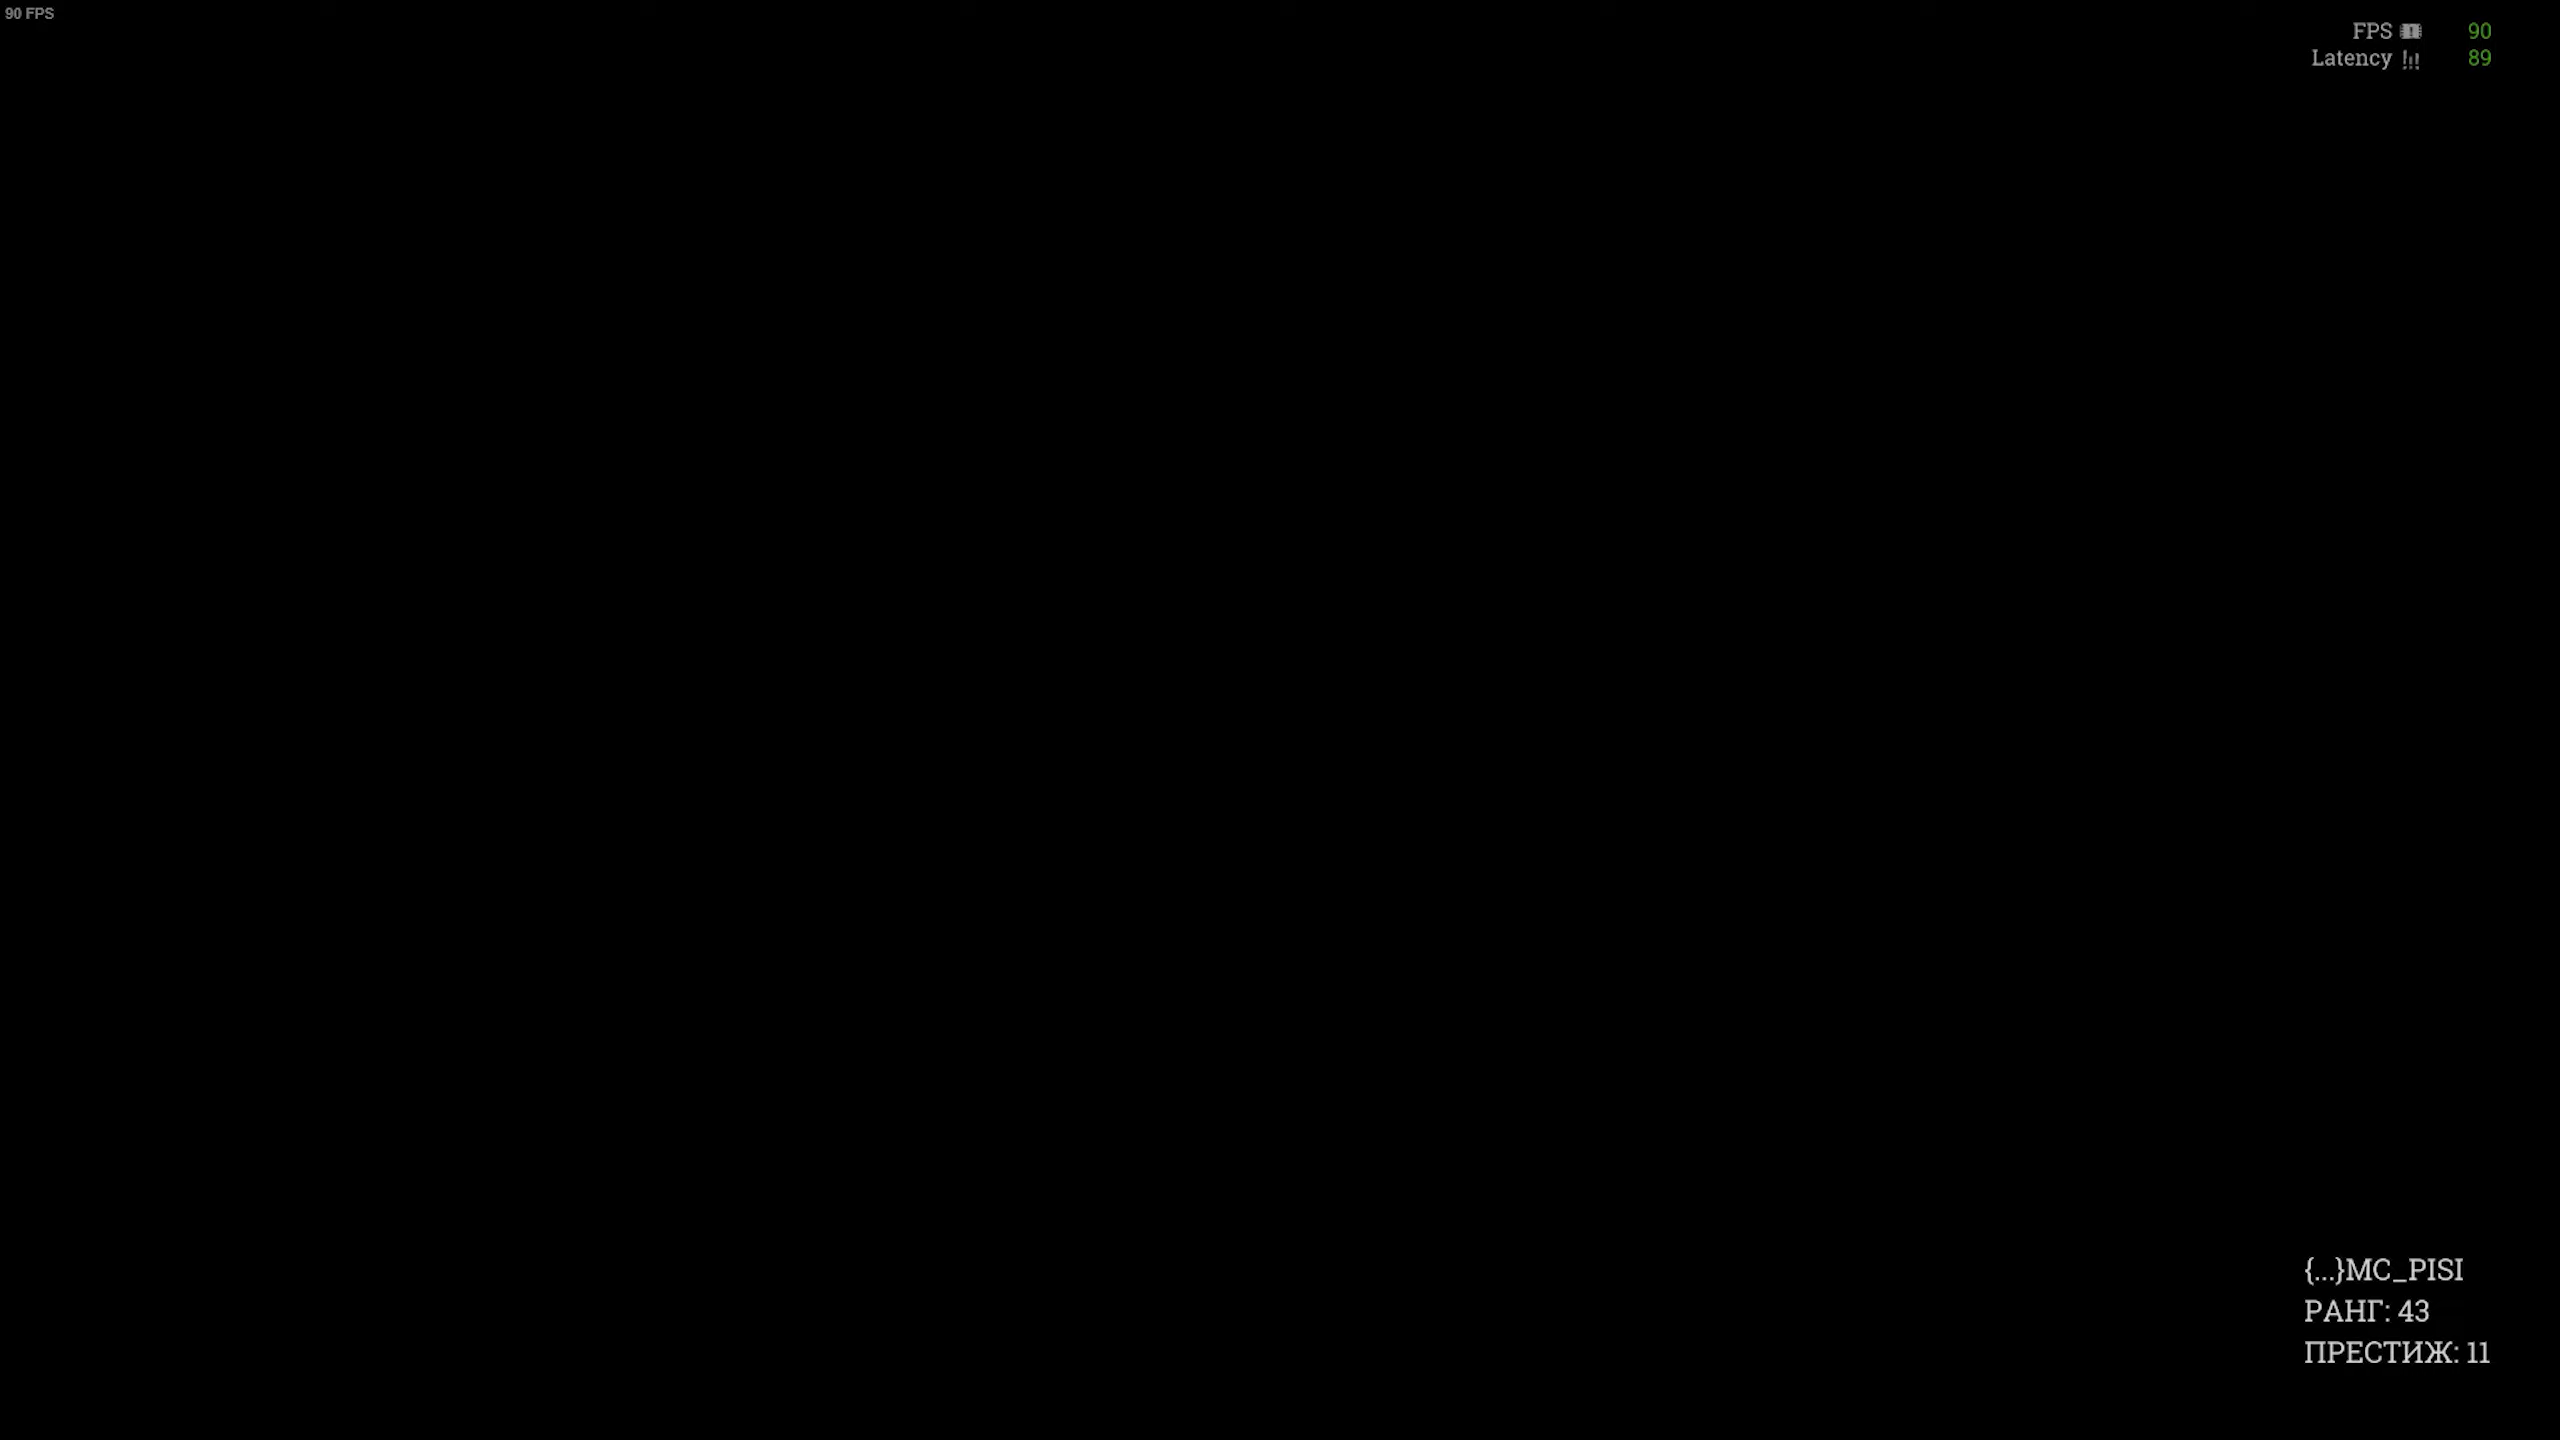 90 FPS
FPS 90
Latency 89
{...}MC_PISI
РАНГ: 43
ПРЕСТИЖ: 11